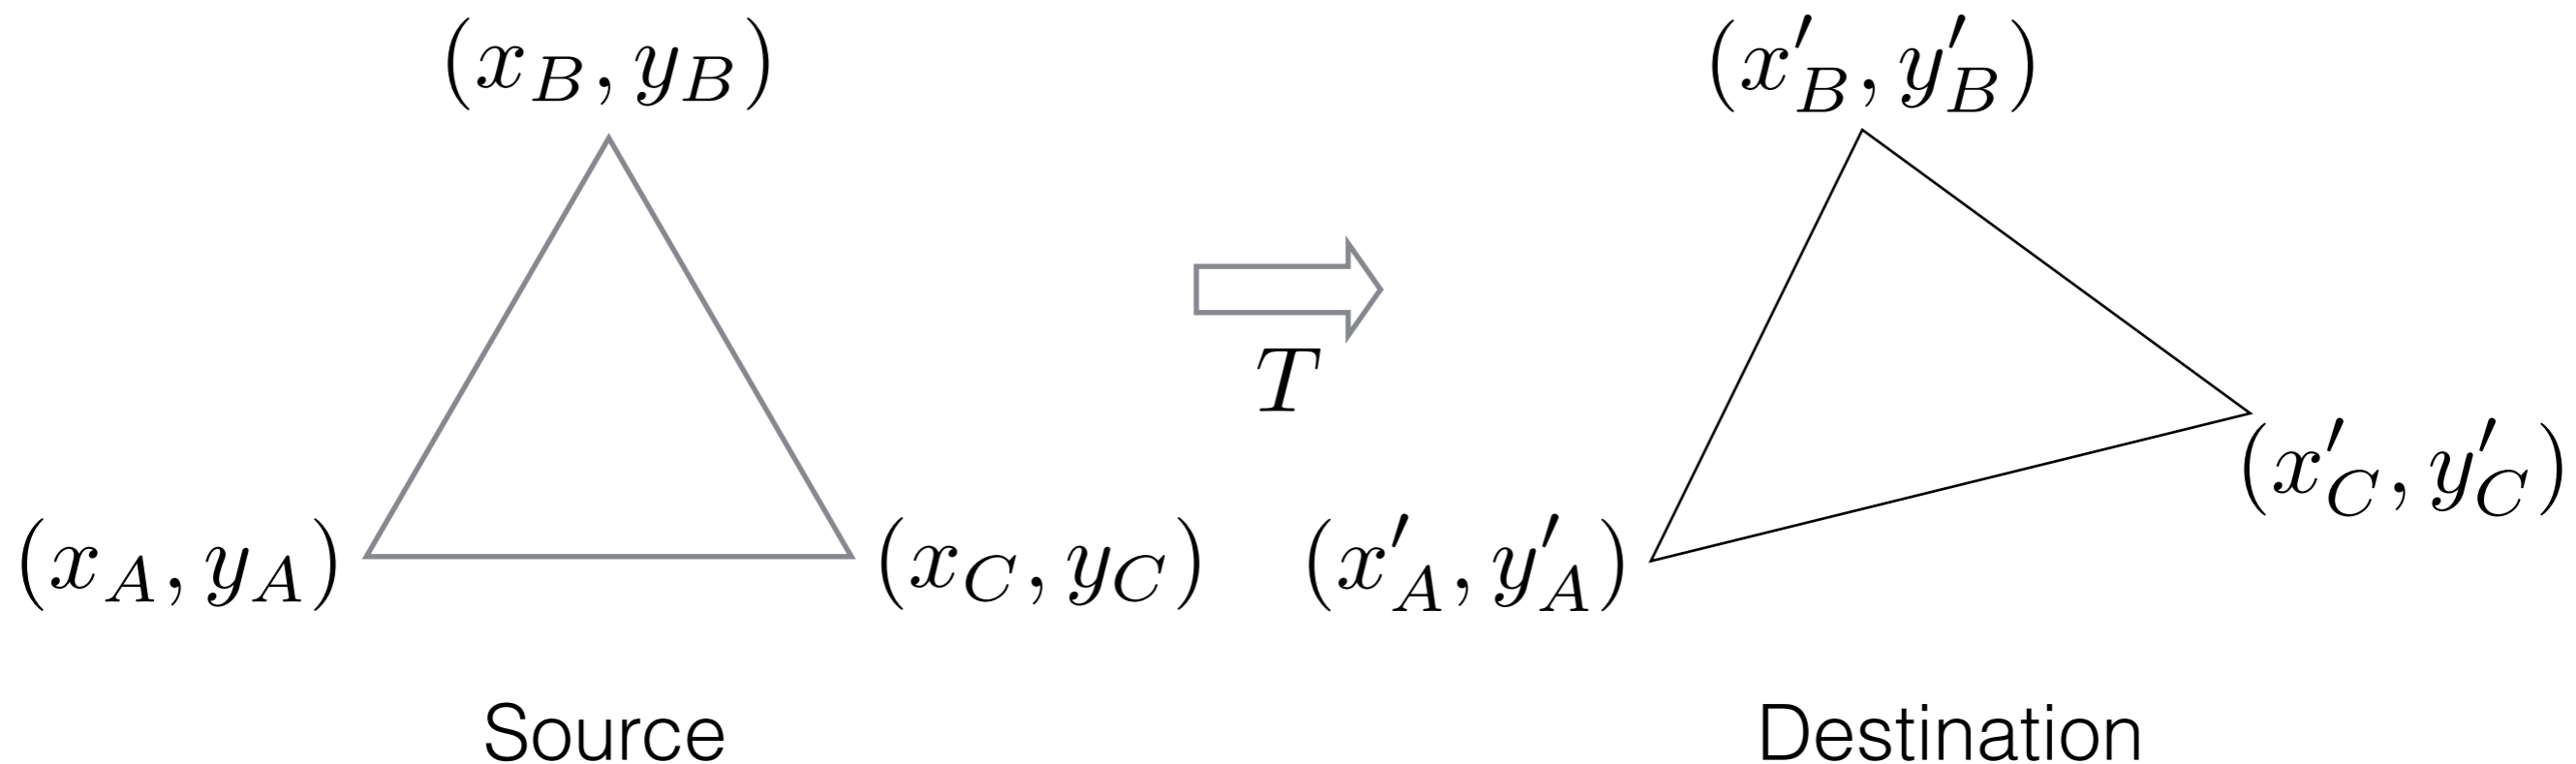 (x_B, y_B)
(x'_B, y'_B)
T
(x'_C, y'_C)
(x_A, y_A)
(x_C, y_C)
(x'_A, y'_A)
Source
Destination